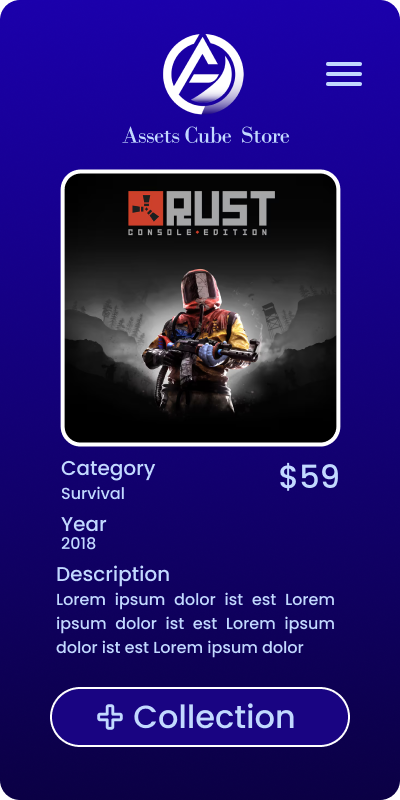 Assets Cube Store
RUST
CONSOLE•EDITION
Category
$59
Survival
Year
2018
Description
Lorem ipsum dolor ist est Lorem
ipsum dolor ist est Lorem ipsum
dolor ist est Lorem ipsum dolor
Collection